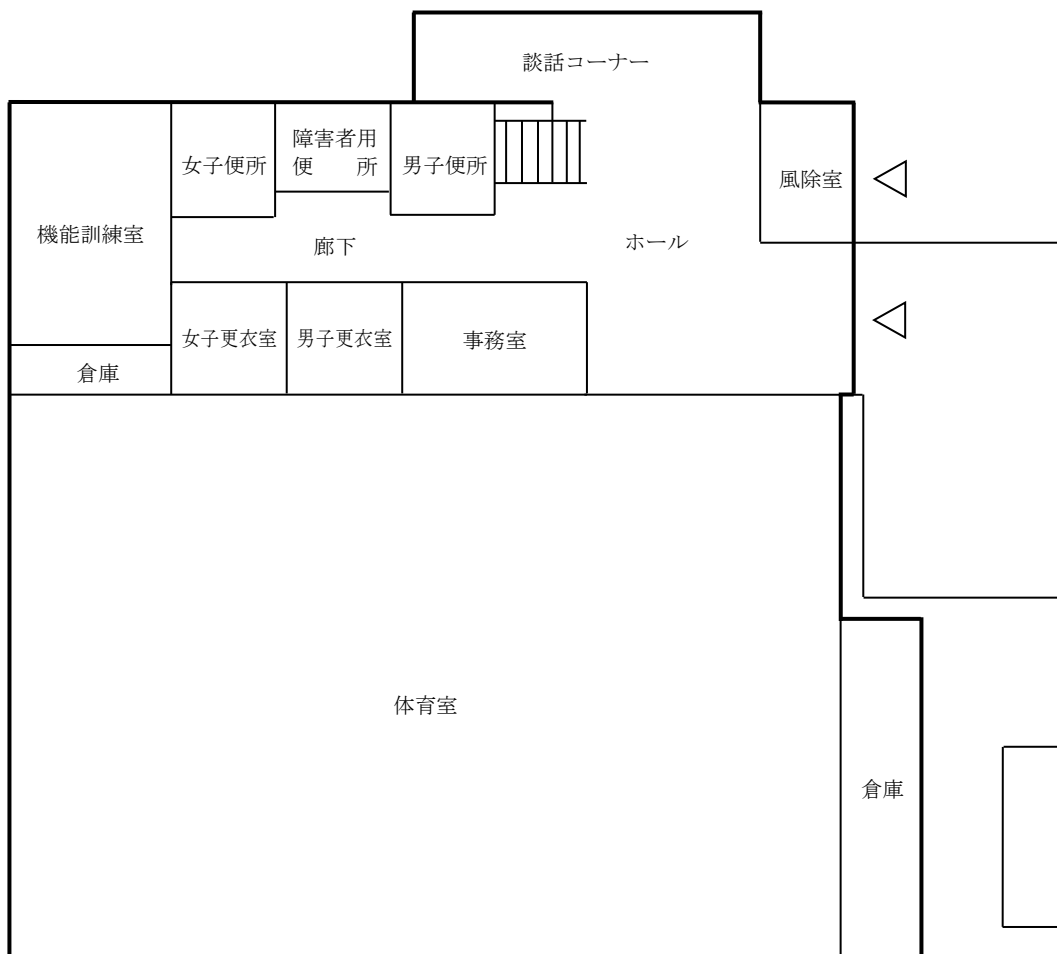 談話コーナー
障害者用
便　　所
女子便所
男子便所
風除室
機能訓練室
廊下
ホール
女子更衣室
男子更衣室
事務室
倉庫
体育室
倉庫